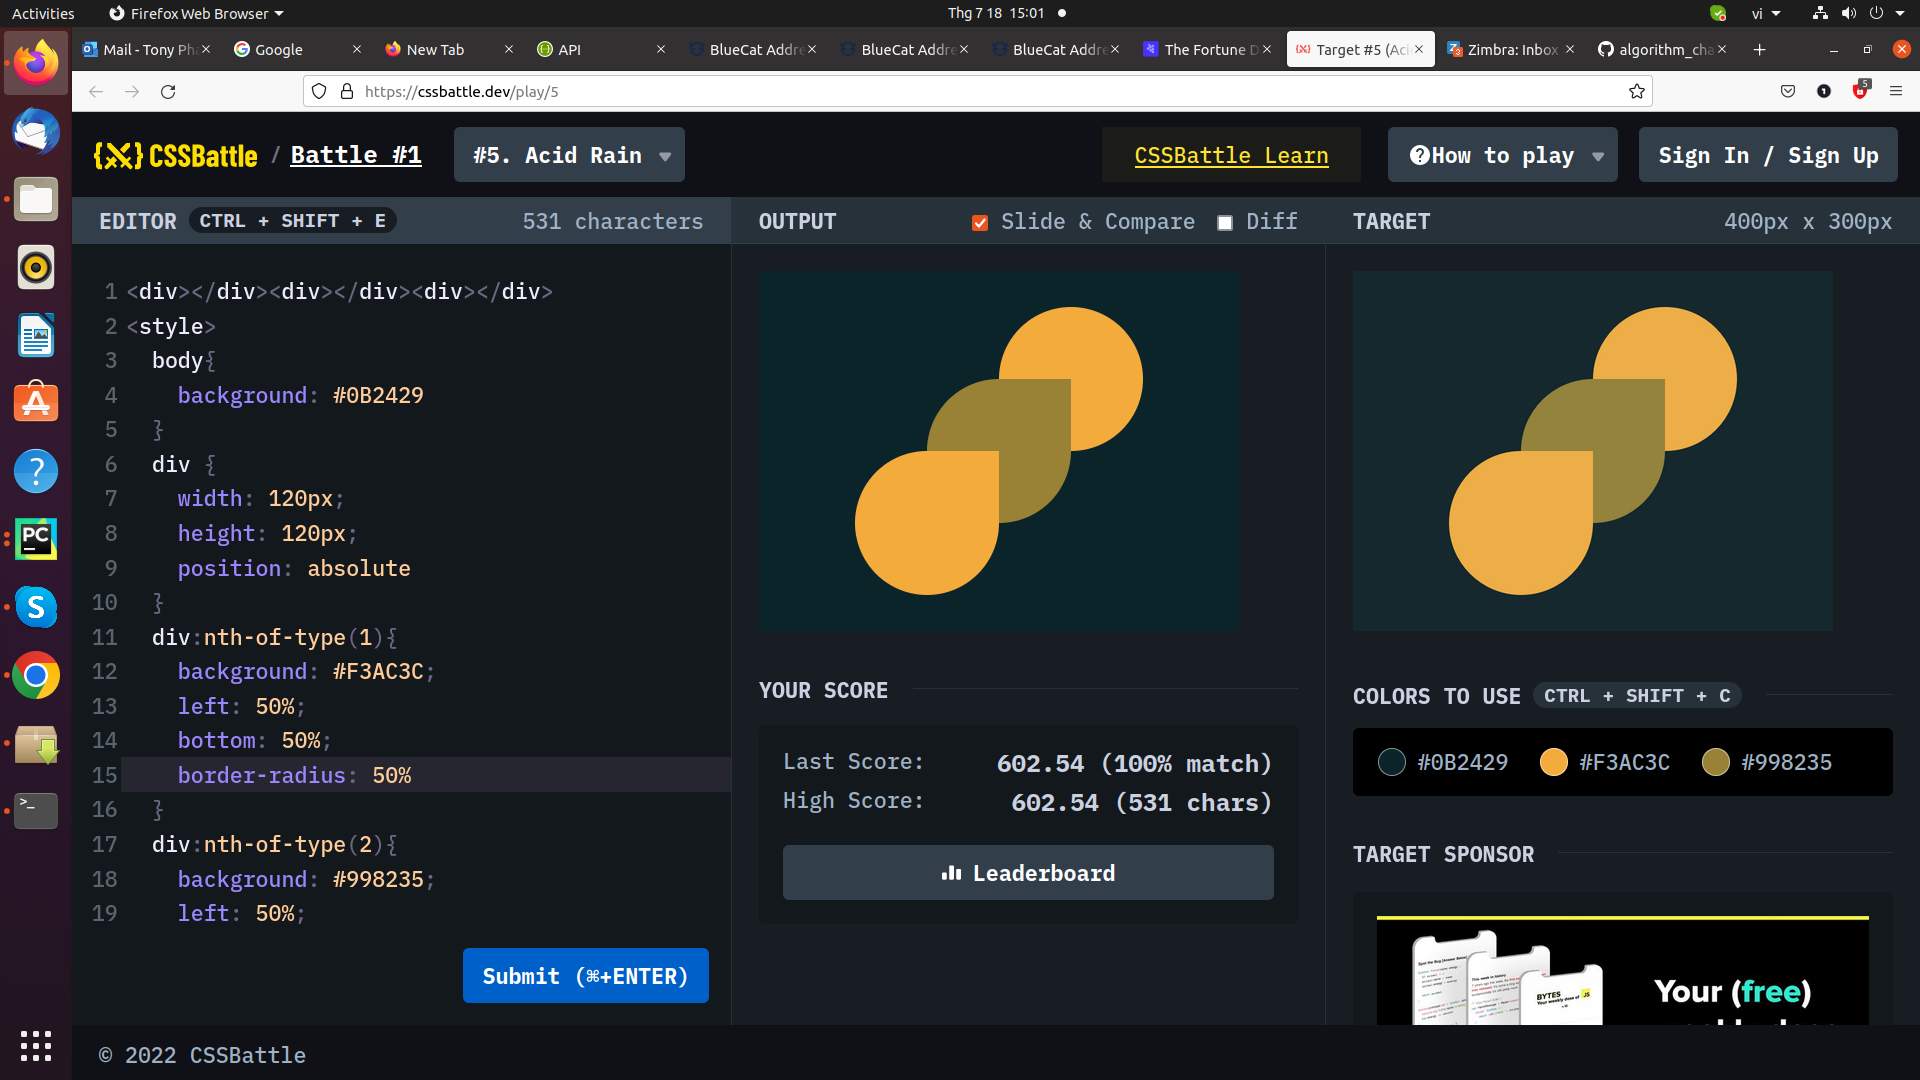 Activities
Firefox Web Browser
Thg 7 18 15:01
vi
Mail - Tony Pha
Google
New Tab
API
BlueCat Addre
BlueCat Addre
BlueCat Addre
The Fortune D
Target #5 (Aci
Zimbra: Inbox
algorithm_cha
https://cssbattle.dev/play/5
5
CSSBattle / Battle #1
#5. Acid Rain
CSSBattle Learn
How to play
Sign In / Sign Up
EDITOR CTRL + SHIFT + E
531 characters
OUTPUT
Slide & Compare
Diff
TARGET
400px x 300px
1 <div></div><div></div><div></div>
2 <style>
3 body{
4 background: #0B2429
5 }
6 div {
7 width: 120px;
8 height: 120px;
9 position: absolute
10 }
11 div:nth-of-type(1){
12 background: #F3AC3C;
13 left: 50%;
14 bottom: 50%;
15 border-radius: 50%
16 }
17 div:nth-of-type(2){
18 background: #998235;
19 left: 50%;
Submit (⌘+ENTER)
YOUR SCORE
Last Score: 602.54 (100% match)
High Score: 602.54 (531 chars)
Leaderboard
COLORS TO USE CTRL + SHIFT + C
#0B2429 #F3AC3C #998235
TARGET SPONSOR
BYTES
JS
Your (free)
© 2022 CSSBattle